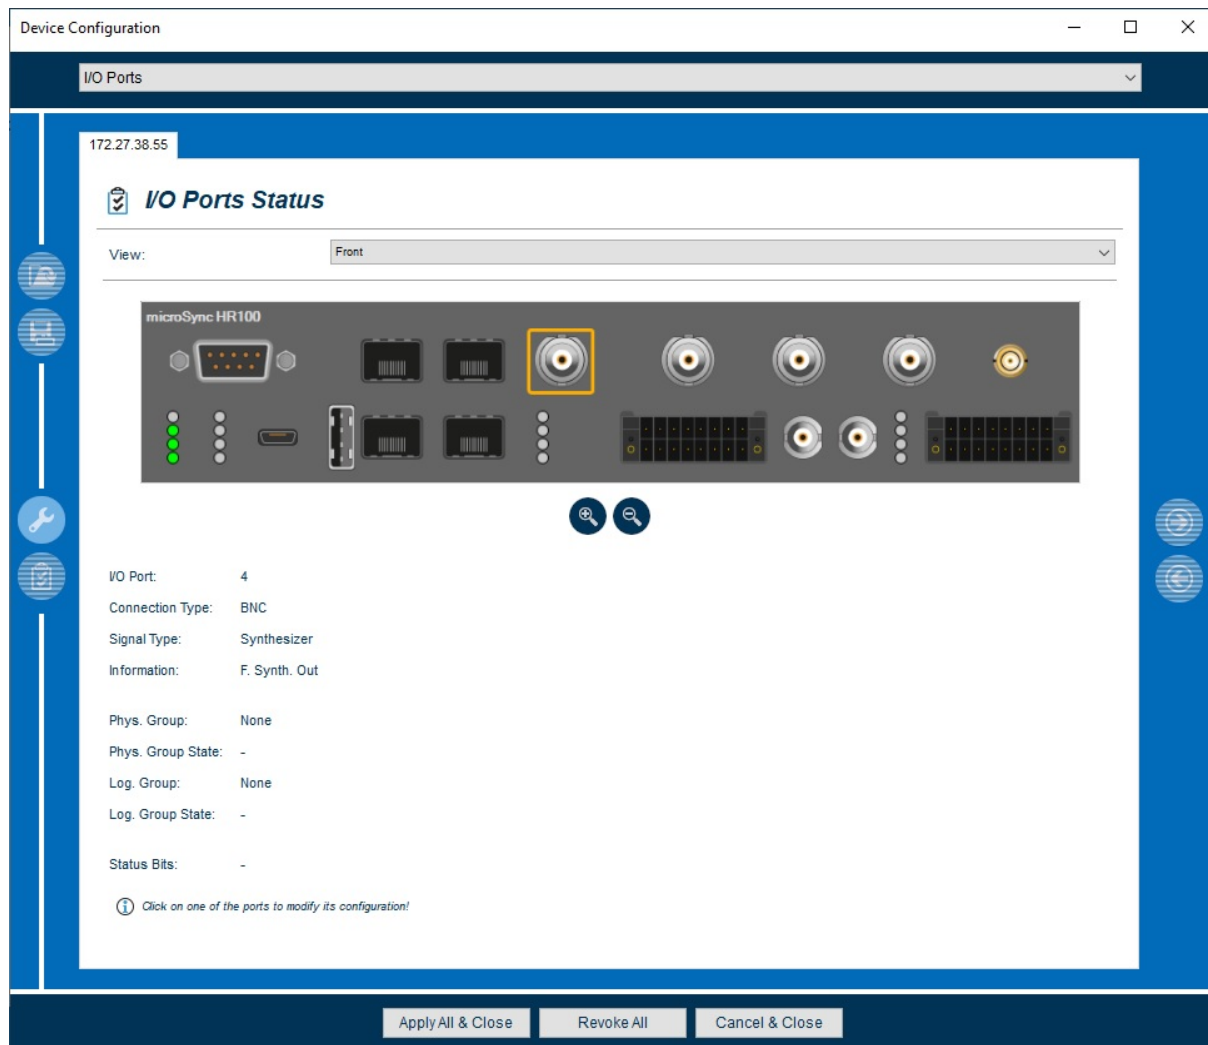 Device Configuration
I/O Ports
172.27.38.55
I/O Ports Status
View: Front
microSync HR100
I/O Port: 4
Connection Type: BNC
Signal Type: Synthesizer
Information: F. Synth. Out
Phys. Group: None
Phys. Group State: -
Log. Group: None
Log. Group State: -
Status Bits: -
Click on one of the ports to modify its configuration!
Apply All & Close Revoke All Cancel & Close